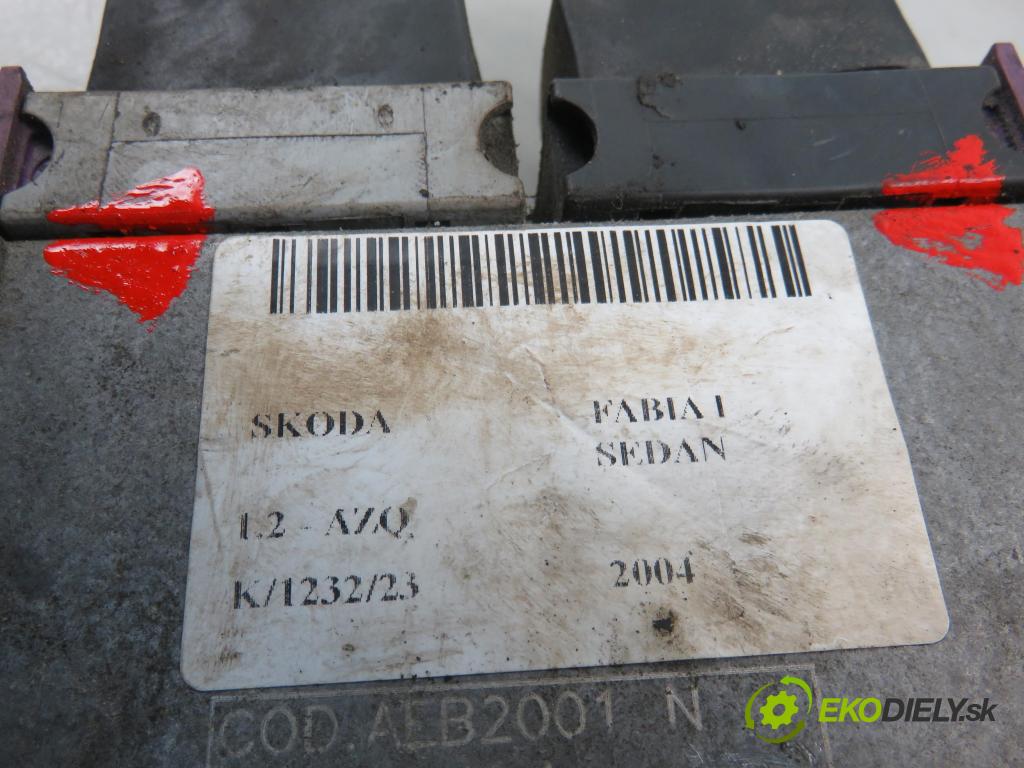 SKODA FABIA I
SEDAN
1.2 - AZQ
K/1232/23 2004
COD.AEB2001 N
EKODIELY.sk